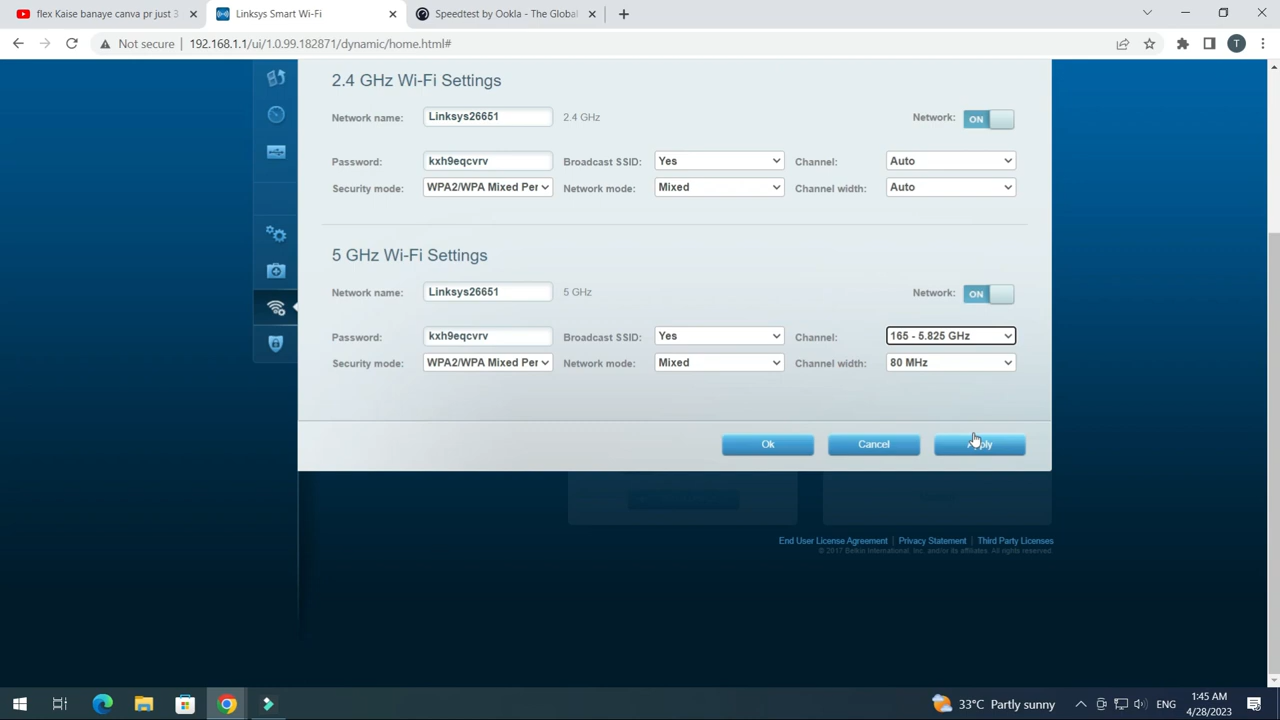 flex Kaise banaye canva pr just 3
Linksys Smart Wi-Fi
Speedtest by Ookla - The Global
Not secure
192.168.1.1/ui/1.0.99.182871/dynamic/home.html#
T
2.4 GHz Wi-Fi Settings
Network name: Linksys26651 2.4 GHz Network: ON
Password: kxh9eqcvrv Broadcast SSID: Yes Channel: Auto
Security mode: WPA2/WPA Mixed Per Network mode: Mixed Channel width: Auto
5 GHz Wi-Fi Settings
Network name: Linksys26651 5 GHz Network: ON
Password: kxh9eqcvrv Broadcast SSID: Yes Channel: 165 - 5.825 GHz
Security mode: WPA2/WPA Mixed Per Network mode: Mixed Channel width: 80 MHz
Ok Cancel Apply
End User License Agreement | Privacy Statement | Third Party Licenses
© 2017 Belkin International, Inc. and/or its affiliates. All rights reserved.
33°C Partly sunny
ENG
1:45 AM
4/28/2023